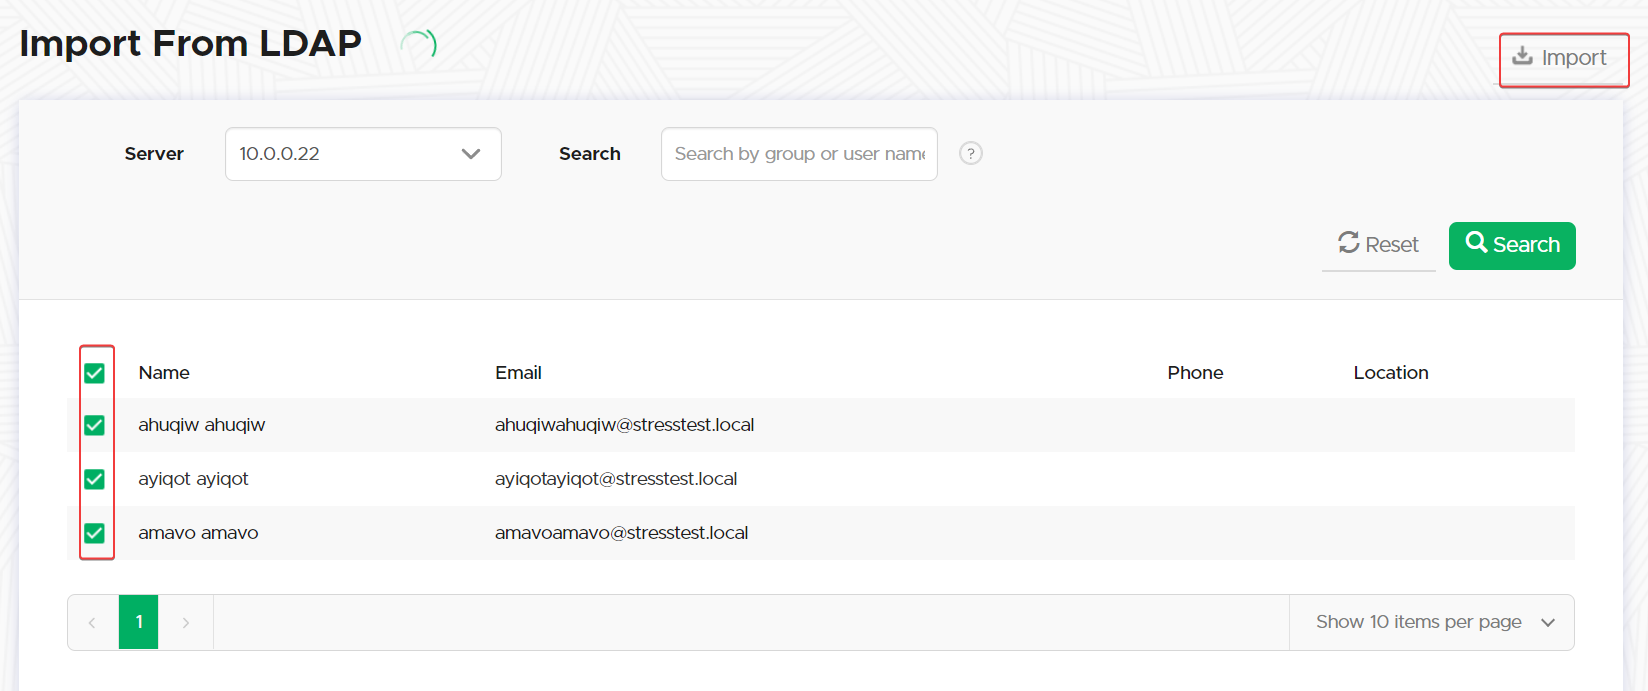 Import From LDAP
Import
Server 10.0.0.22 Search Search by group or user name ?
Reset Search
Name Email Phone Location
ahuqiw ahuqiw ahuqiwahuqiw@stresstest.local
ayiqot ayiqot ayiqotayiqot@stresstest.local
amavo amavo amavoamavo@stresstest.local
1 Show 10 items per page